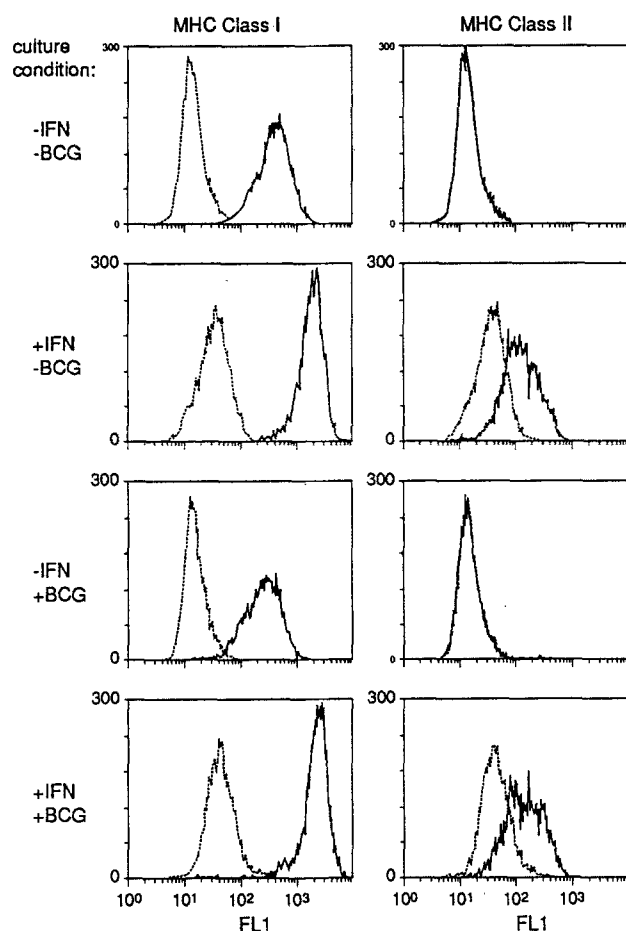 MHC Class I MHC Class II
culture
condition:
300 300
-IFN
-BCG
0 0
300 300
+IFN
-BCG
0 0
300 300
-IFN
+BCG
0 0
300 300
+IFN
+BCG
0 0
10⁰ 10¹ 10² 10³ 10⁰ 10¹ 10² 10³
FL1 FL1